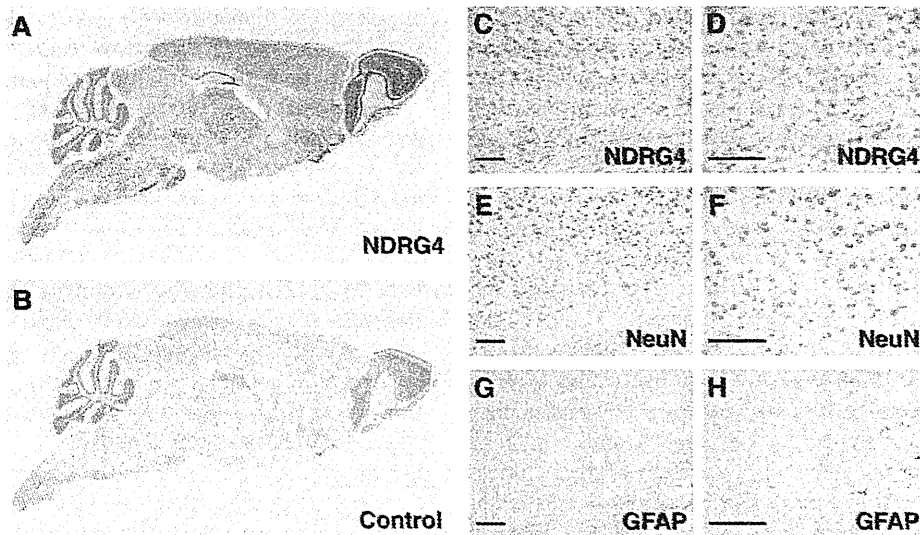 A
NDRG4
B
Control
C
NDRG4
D
NDRG4
E
NeuN
F
NeuN
G
GFAP
H
GFAP